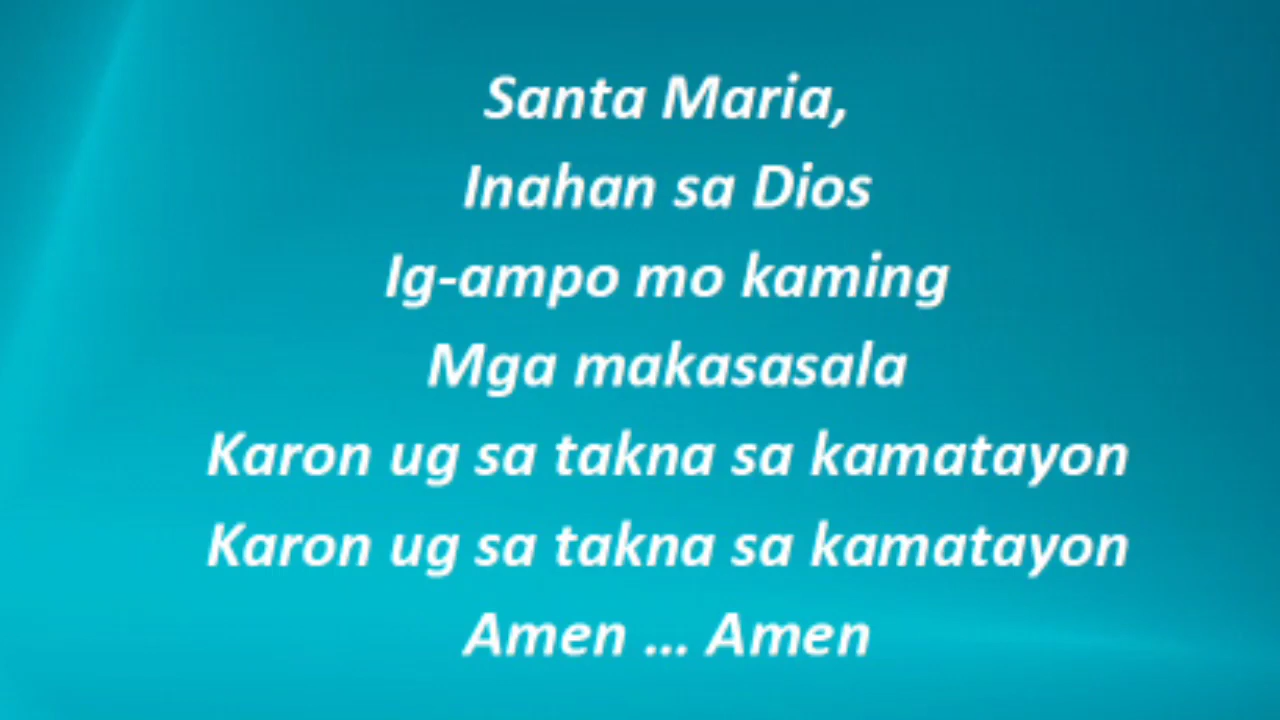 Santa Maria,
Inahan sa Dios
Ig-ampo mo kaming
Mga makasasala
Karon ug sa takna sa kamatayon
Karon ug sa takna sa kamatayon
Amen ... Amen